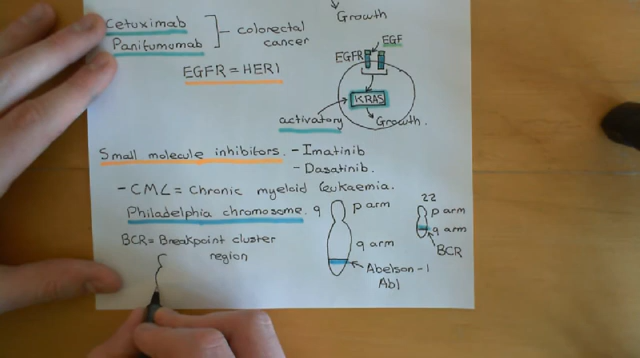 Growth
Cetuximab
Panitumumab
colorectal
cancer
EGFR = HER1
EGF
EGFR
KRAS
activatory
Growth.
Small molecule inhibitors. - Imatinib
- Dasatinib.
- CML = Chronic myeloid leukaemia.
Philadelphia chromosome. 9
p arm
q arm
Abelson-1
Abl
22
p arm
q arm
BCR
BCR = Breakpoint cluster
region